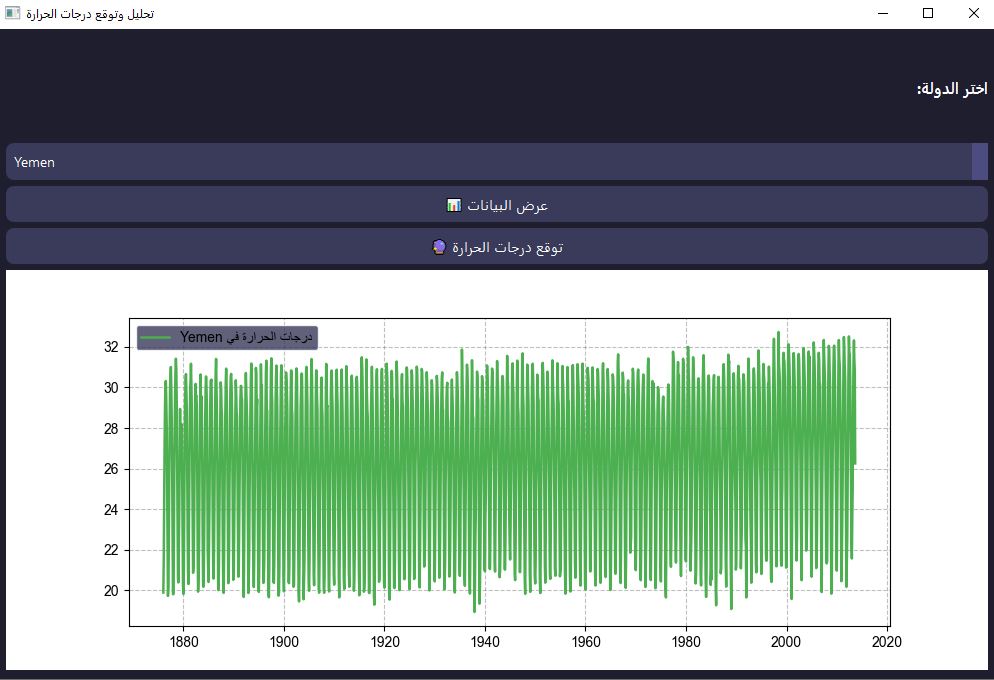 تحليل وتوقع درجات الحرارة
اختر الدولة:
Yemen
عرض البيانات 📊
توقع درجات الحرارة 🔮
درجات الحرارة في Yemen
32
30
28
26
24
22
20
1880 1900 1920 1940 1960 1980 2000 2020